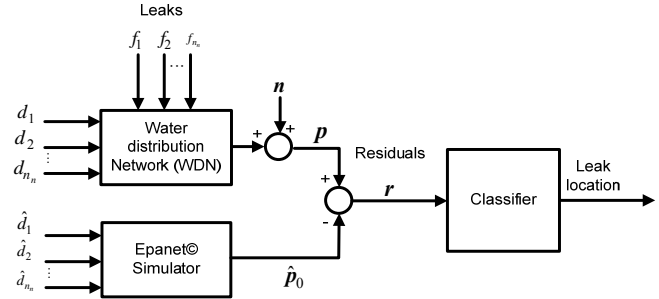 Leaks
f₁ f₂ ... fₙₙ
n
d₁
d₂
⋮
dₙₙ
Water
distribution
Network (WDN)
+ +
p
Residuals
+
-
r
Classifier
Leak
location
d̂₁
d̂₂
⋮
d̂ₙₙ
Epanet©
Simulator
p̂₀